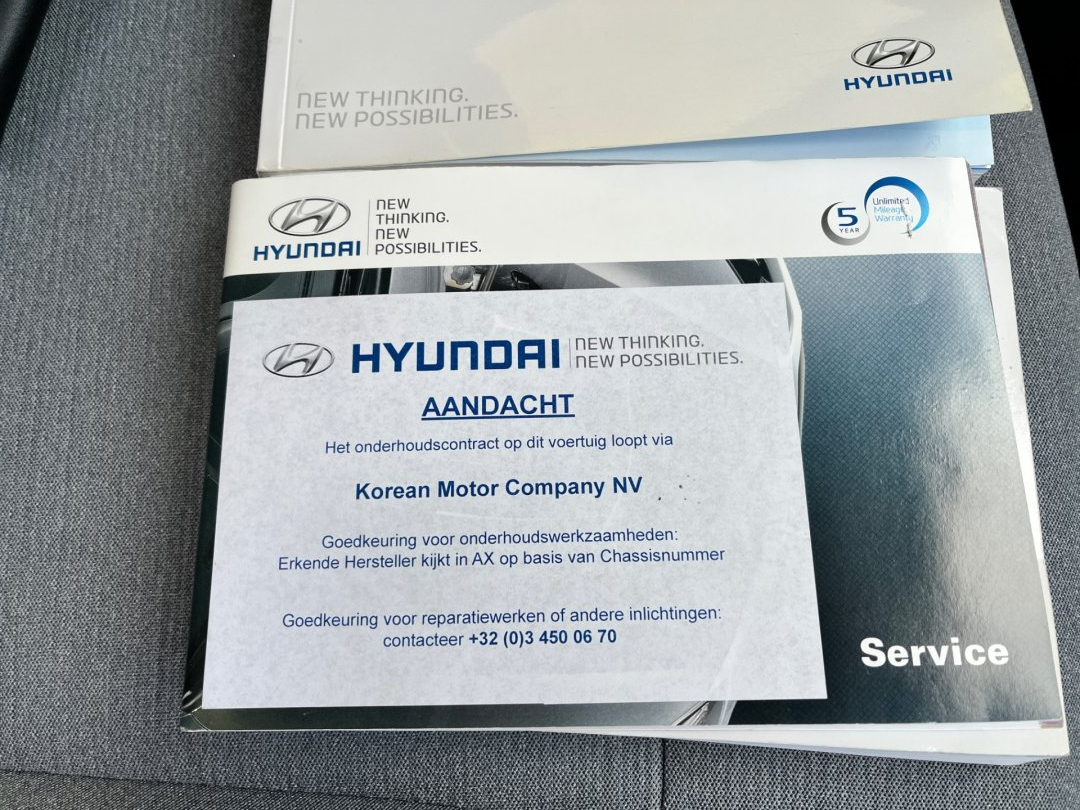 NEW THINKING.
NEW POSSIBILITIES.
HYUNDAI
HYUNDAI
NEW
THINKING.
NEW
POSSIBILITIES.
5
YEAR
Unlimited
Mileage
Warranty
HYUNDAI
NEW THINKING.
NEW POSSIBILITIES.
AANDACHT
Het onderhoudscontract op dit voertuig loopt via
Korean Motor Company NV
Goedkeuring voor onderhoudswerkzaamheden:
Erkende Hersteller kijkt in AX op basis van Chassisnummer
Goedkeuring voor reparatiewerken of andere inlichtingen:
contacteer +32 (0)3 450 06 70
Service